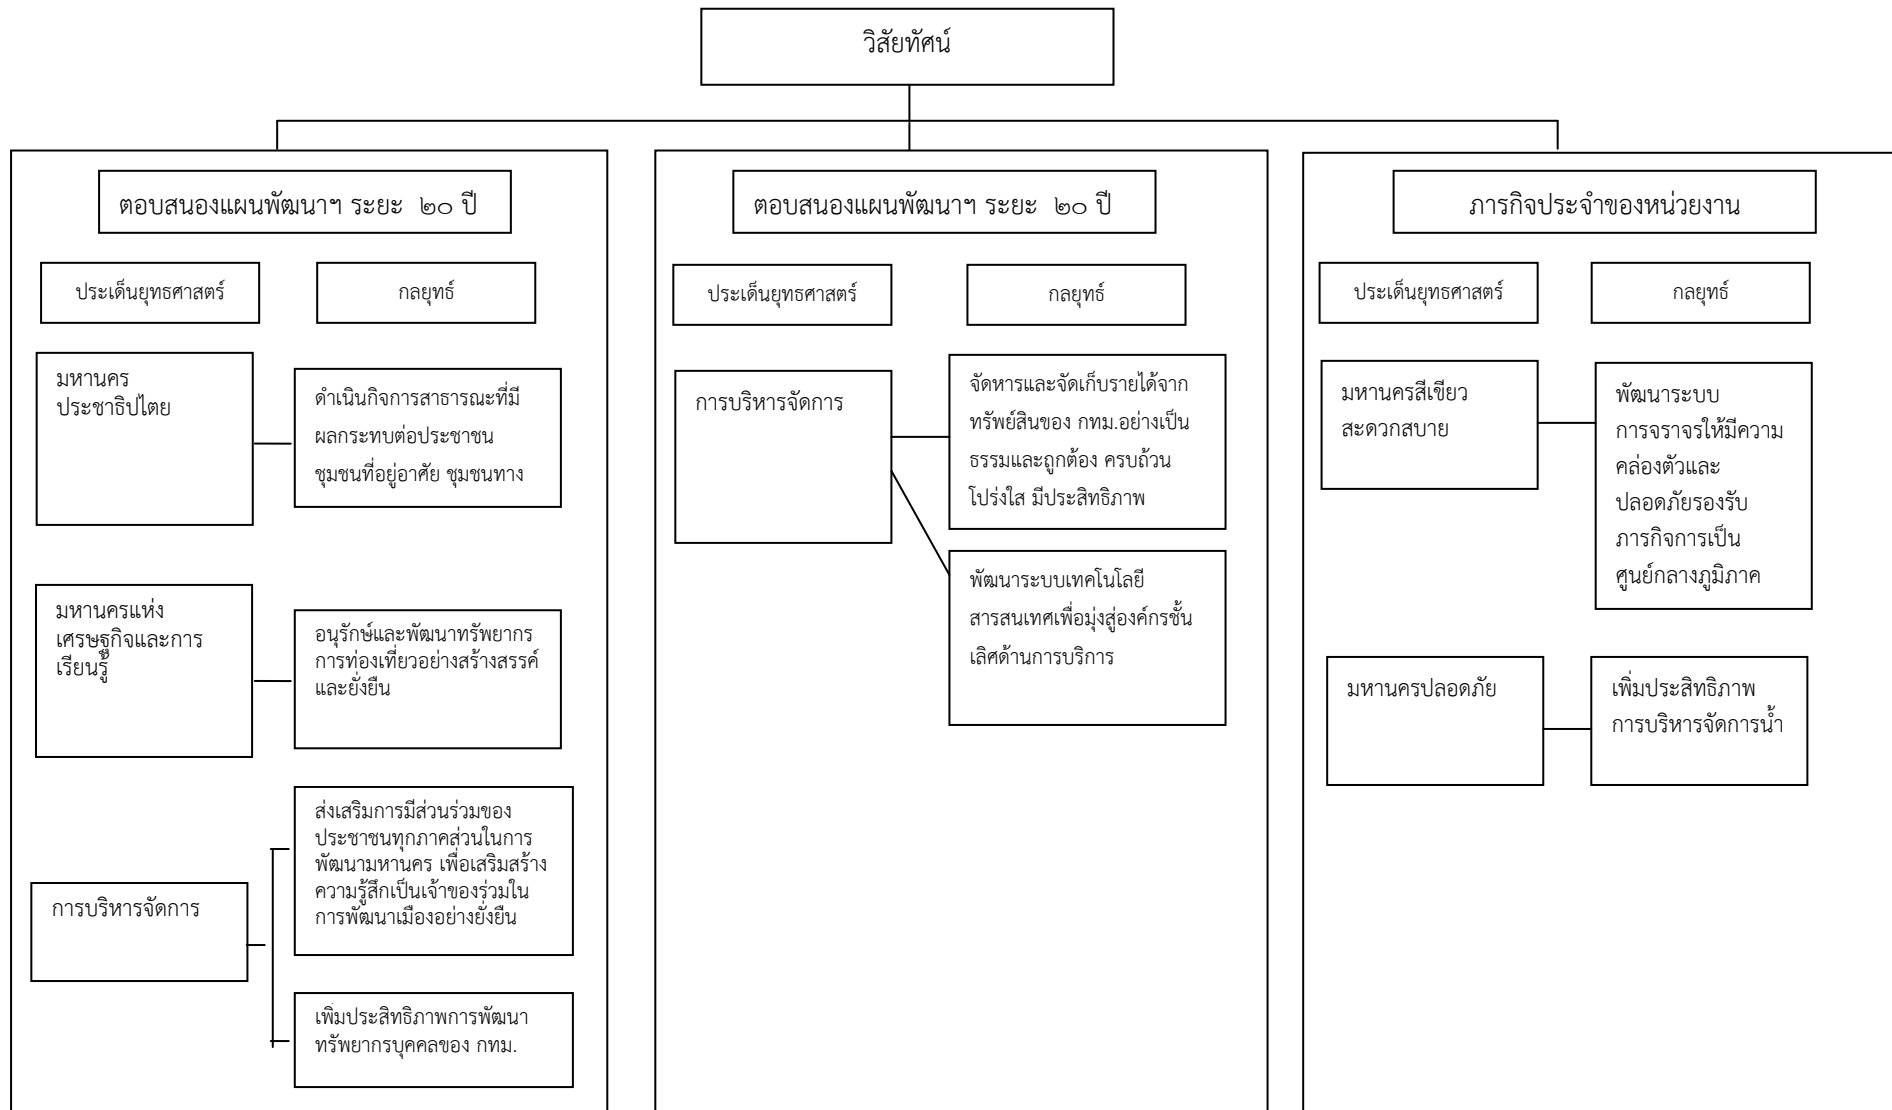 วิสัยทัศน์
ตอบสนองแผนพัฒนาฯ ระยะ ๒๐ ปี
ประเด็นยุทธศาสตร์
กลยุทธ์
มหานคร
ประชาธิปไตย
ดำเนินกิจการสาธารณะที่มี
ผลกระทบต่อประชาชน
ชุมชนที่อยู่อาศัย ชุมชนทาง
มหานครแห่ง
เศรษฐกิจและการ
เรียนรู้
อนุรักษ์และพัฒนาทรัพยากร
การท่องเที่ยวอย่างสร้างสรรค์
และยั่งยืน
การบริหารจัดการ
ส่งเสริมการมีส่วนร่วมของ
ประชาชนทุกภาคส่วนในการ
พัฒนามหานคร เพื่อเสริมสร้าง
ความรู้สึกเป็นเจ้าของร่วมใน
การพัฒนาเมืองอย่างยั่งยืน
เพิ่มประสิทธิภาพการพัฒนา
ทรัพยากรบุคคลของ กทม.
ตอบสนองแผนพัฒนาฯ ระยะ ๒๐ ปี
ประเด็นยุทธศาสตร์
กลยุทธ์
การบริหารจัดการ
จัดหารและจัดเก็บรายได้จาก
ทรัพย์สินของ กทม.อย่างเป็น
ธรรมและถูกต้อง ครบถ้วน
โปร่งใส มีประสิทธิภาพ
พัฒนาระบบเทคโนโลยี
สารสนเทศเพื่อมุ่งสู่องค์กรชั้น
เลิศด้านการบริการ
ภารกิจประจำของหน่วยงาน
ประเด็นยุทธศาสตร์
กลยุทธ์
มหานครสีเขียว
สะดวกสบาย
พัฒนาระบบ
การจราจรให้มีความ
คล่องตัวและ
ปลอดภัยรองรับ
ภารกิจการเป็น
ศูนย์กลางภูมิภาค
มหานครปลอดภัย
เพิ่มประสิทธิภาพ
การบริหารจัดการน้ำ